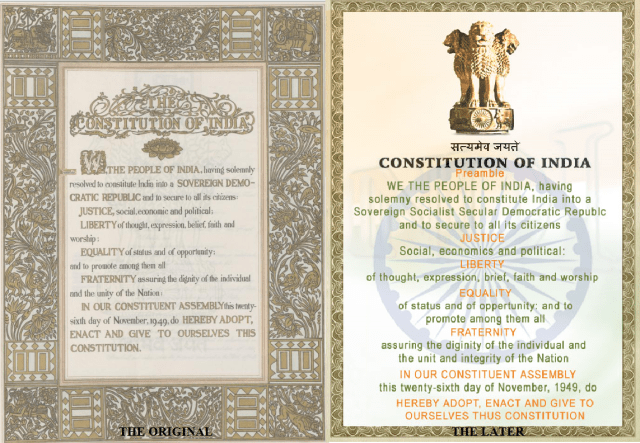 THE
CONSTITUTION OF INDIA
WE, THE PEOPLE OF INDIA, having solemnly
resolved to constitute India into a SOVEREIGN DEMO-
CRATIC REPUBLIC and to secure to all its citizens:
JUSTICE, social, economic and political;
LIBERTY of thought, expression, belief, faith and
worship;
EQUALITY of status and of opportunity;
and to promote among them all
FRATERNITY assuring the dignity of the individual
and the unity of the Nation;
IN OUR CONSTITUENT ASSEMBLY this twenty-
sixth day of November, 1949, do HEREBY ADOPT,
ENACT AND GIVE TO OURSELVES THIS
CONSTITUTION.
THE ORIGINAL
सत्यमेव जयते
CONSTITUTION OF INDIA
Preamble
WE THE PEOPLE OF INDIA, having
solemny resolved to constitute India into a
Sovereign Socialist Secular Democratic Republc
and to secure to all its citizens
JUSTICE
Social, economics and political:
LIBERTY
of thought, expression, brief, faith and worship
EQUALITY
of status and of opportunity; and to
promote among them all
FRATERNITY
assuring the diginity of the individual and
the unit and integrity of the Nation
IN OUR CONSTITUENT ASSEMBLY
this twenty-sixth day of November, 1949, do
HEREBY ADOPT, ENACT AND GIVE TO
OURSELVES THUS CONSTITUTION
THE LATER